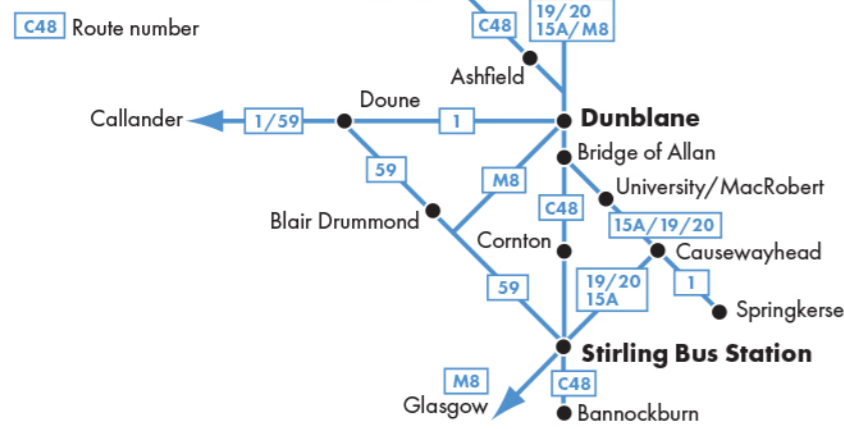 C48 Route number
C48
19/20
15A/M8
Ashfield
Doune
Callander
1/59
1
Dunblane
Bridge of Allan
59
M8
University/MacRobert
C48
Blair Drummond
15A/19/20
Cornton
Causewayhead
59
19/20
15A
1
Springkerse
Stirling Bus Station
M8
C48
Glasgow
Bannockburn